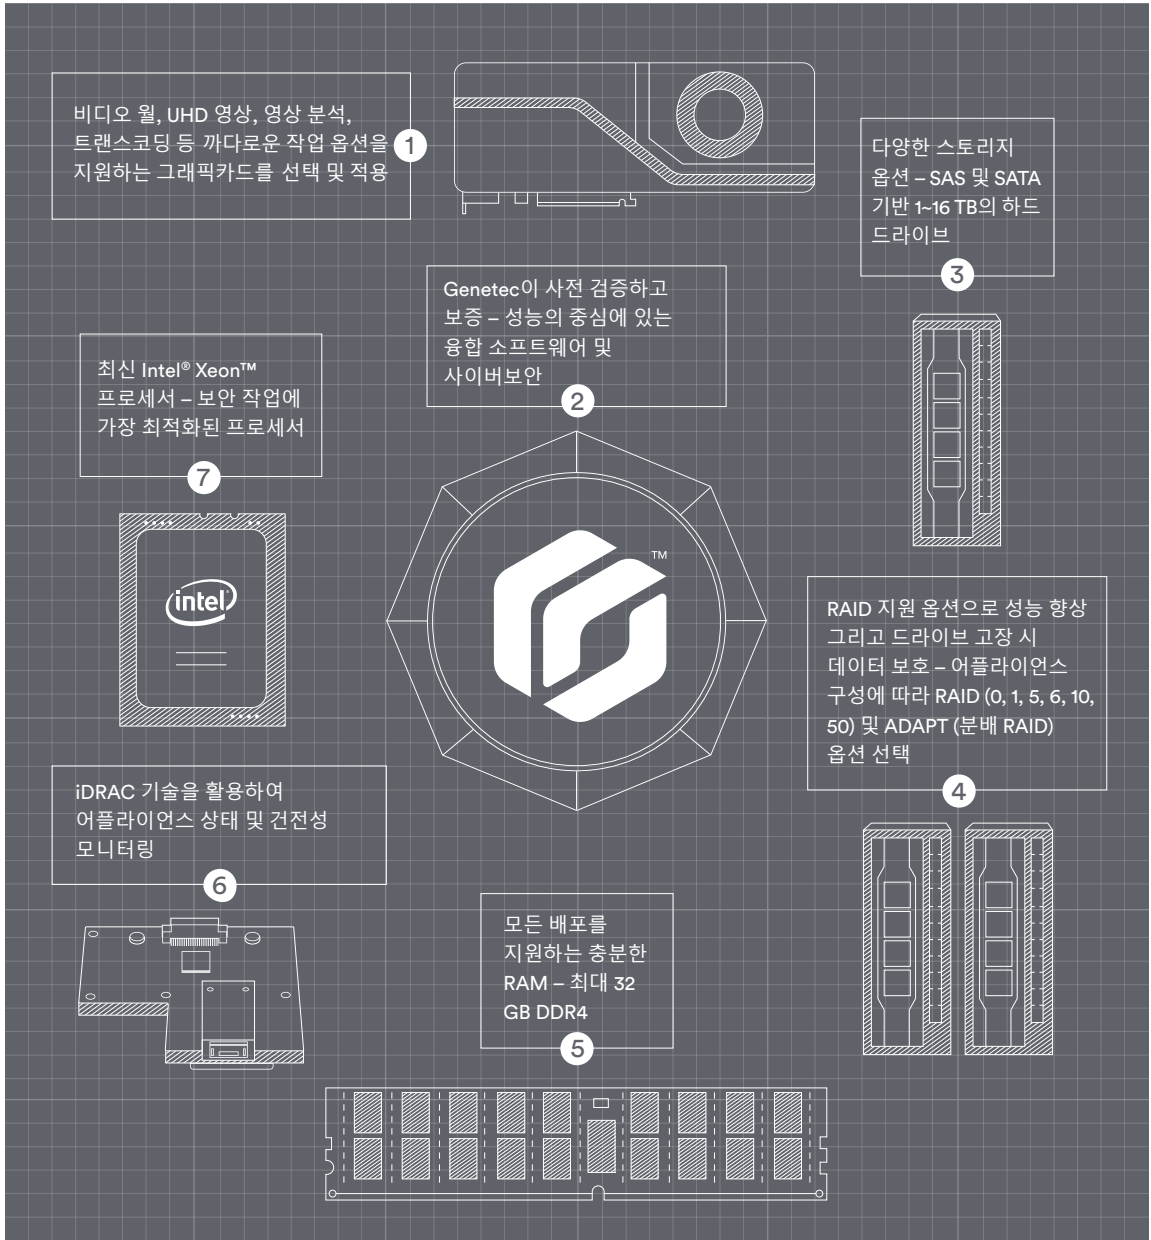 비디오 월, UHD 영상, 영상 분석,
트랜스코딩 등 까다로운 작업 옵션을
지원하는 그래픽카드를 선택 및 적용
1
Genetec이 사전 검증하고
보증 – 성능의 중심에 있는
융합 소프트웨어 및
사이버보안
2
다양한 스토리지
옵션 – SAS 및 SATA
기반 1~16 TB의 하드
드라이브
3
RAID 지원 옵션으로 성능 향상
그리고 드라이브 고장 시
데이터 보호 – 어플라이언스
구성에 따라 RAID (0, 1, 5, 6, 10,
50) 및 ADAPT (분배 RAID)
옵션 선택
4
모든 배포를
지원하는 충분한
RAM – 최대 32
GB DDR4
5
iDRAC 기술을 활용하여
어플라이언스 상태 및 건전성
모니터링
6
최신 Intel® Xeon™
프로세서 – 보안 작업에
가장 최적화된 프로세서
7
intel
TM